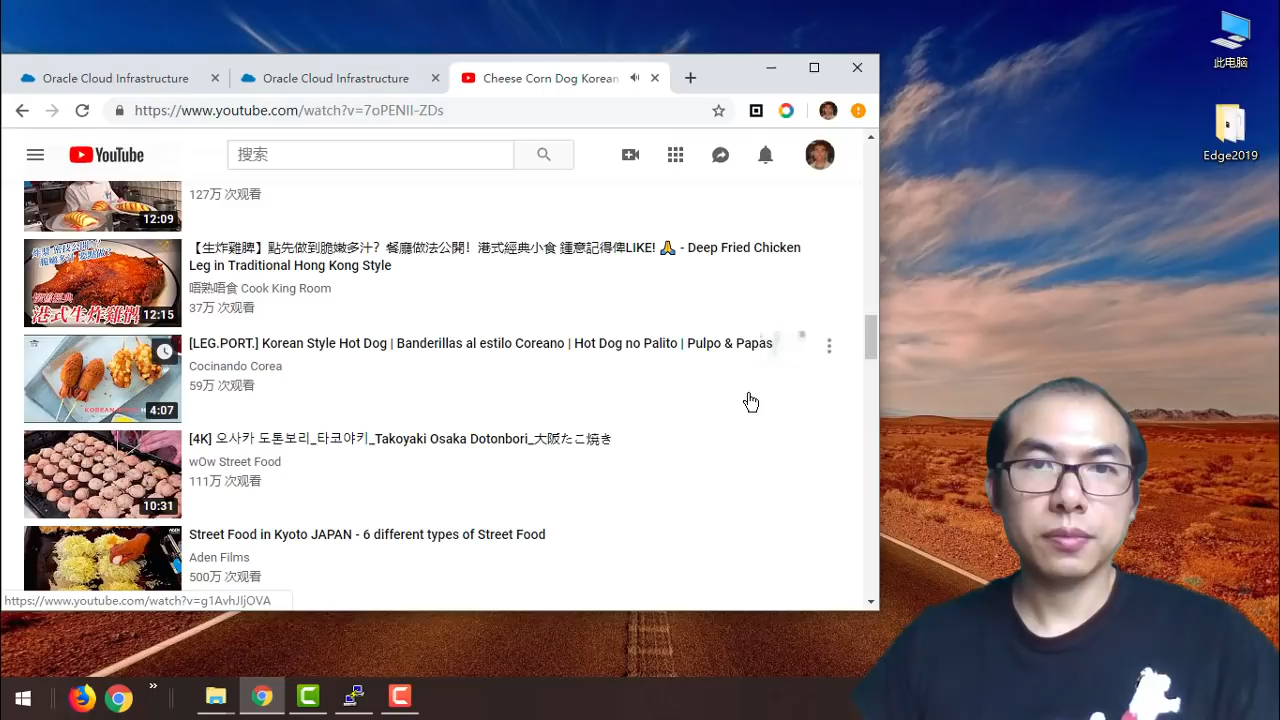 此电脑
Edge2019
Oracle Cloud Infrastructure
Oracle Cloud Infrastructure
Cheese Corn Dog Korean
https://www.youtube.com/watch?v=7oPENII-ZDs
YouTube
搜索
12:09
127万 次观看
港式生炸雞髀
12:15
【生炸雞髀】點先做到脆嫩多汁？餐廳做法公開！港式經典小食 鍾意記得俾LIKE! 🙏 - Deep Fried Chicken
Leg in Traditional Hong Kong Style
唔熟唔食 Cook King Room
37万 次观看
4:07
[LEG.PORT.] Korean Style Hot Dog | Banderillas al estilo Coreano | Hot Dog no Palito | Pulpo & Papas
Cocinando Corea
59万 次观看
10:31
[4K] 오사카 도톤보리_타코야키_Takoyaki Osaka Dotonbori_大阪たこ焼き
wOw Street Food
111万 次观看
Street Food in Kyoto JAPAN - 6 different types of Street Food
Aden Films
500万 次观看
https://www.youtube.com/watch?v=g1AvhJIjOVA